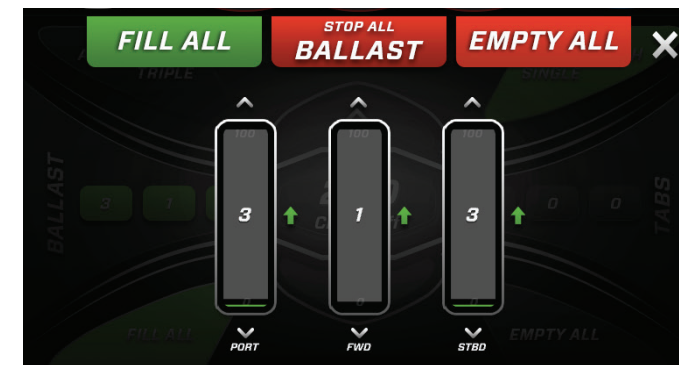 FILL ALL
STOP ALL
BALLAST
EMPTY ALL
TRIPLE
SINGLE
100
100
100
BALLAST
3
1
3
1
3
0
0
TABS
0
0
0
FILL ALL
EMPTY ALL
PORT
FWD
STBD